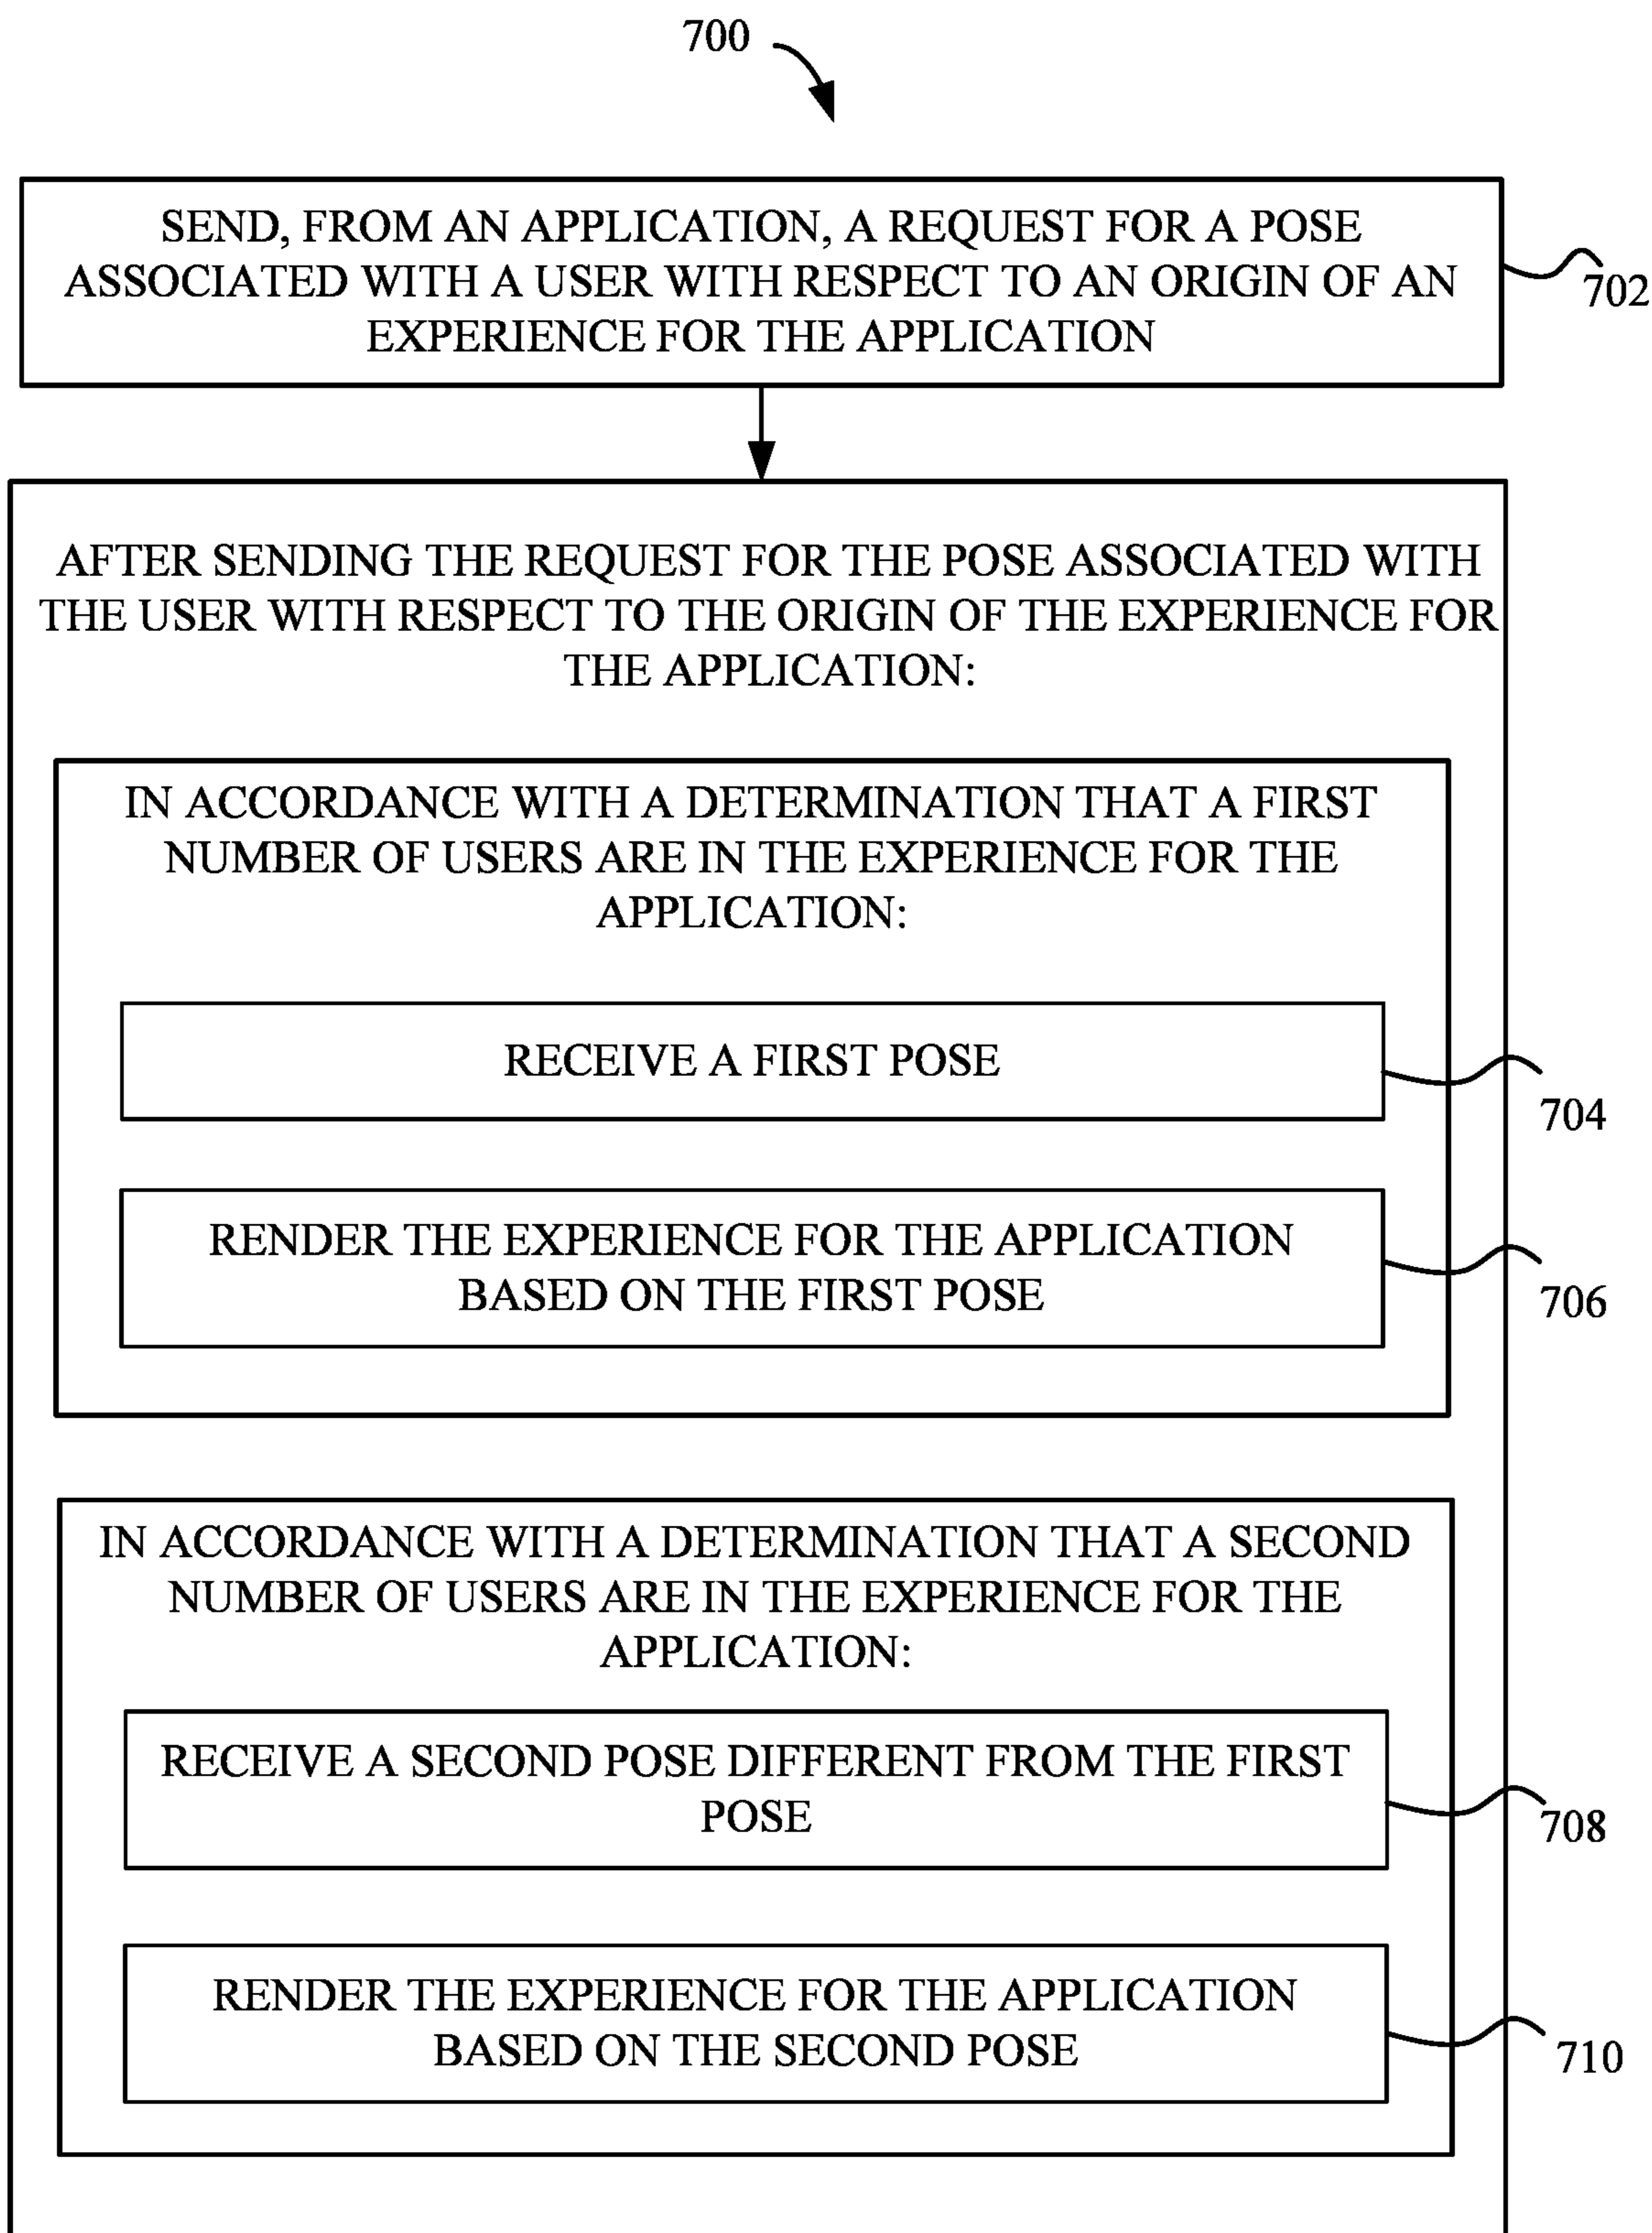 700
SEND, FROM AN APPLICATION, A REQUEST FOR A POSE
ASSOCIATED WITH A USER WITH RESPECT TO AN ORIGIN OF AN
EXPERIENCE FOR THE APPLICATION
702
AFTER SENDING THE REQUEST FOR THE POSE ASSOCIATED WITH
THE USER WITH RESPECT TO THE ORIGIN OF THE EXPERIENCE FOR
THE APPLICATION:
IN ACCORDANCE WITH A DETERMINATION THAT A FIRST
NUMBER OF USERS ARE IN THE EXPERIENCE FOR THE
APPLICATION:
RECEIVE A FIRST POSE
704
RENDER THE EXPERIENCE FOR THE APPLICATION
BASED ON THE FIRST POSE
706
IN ACCORDANCE WITH A DETERMINATION THAT A SECOND
NUMBER OF USERS ARE IN THE EXPERIENCE FOR THE
APPLICATION:
RECEIVE A SECOND POSE DIFFERENT FROM THE FIRST
POSE
708
RENDER THE EXPERIENCE FOR THE APPLICATION
BASED ON THE SECOND POSE
710